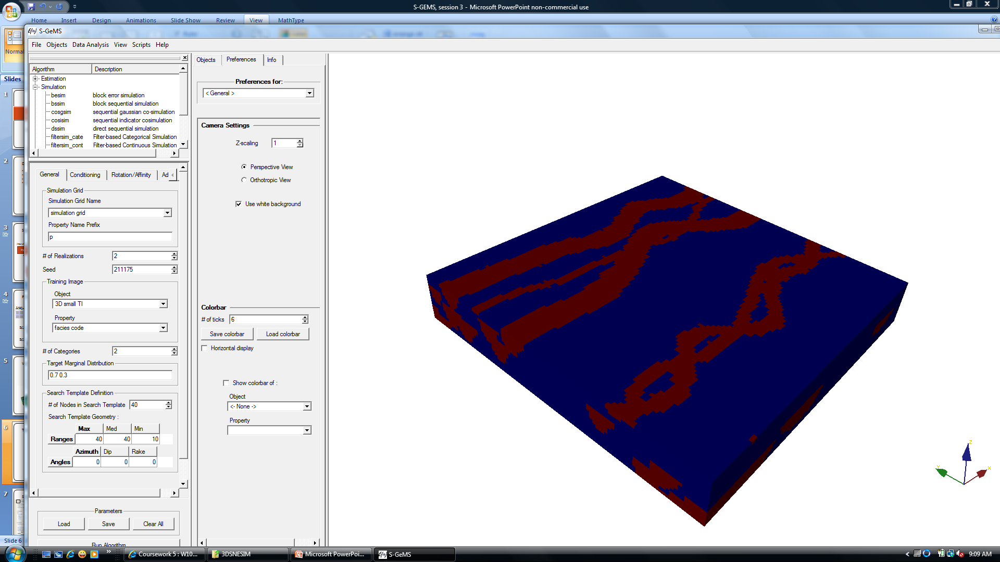 S-GEMS, session 3 - Microsoft PowerPoint non-commercial use
Home Insert Design Animations Slide Show Review View MathType
S-GeMS
File Objects Data Analysis View Scripts Help
Normal
Slides
1
2
3
4
5
6
7
Slide 6
Algorithm Description
Estimation
Simulation
besim block error simulation
bssim block sequential simulation
cosgsim sequential gaussian co-simulation
cosisim sequential indicator cosimulation
dssim direct sequential simulation
filtersim_cate Filter-based Categorical Simulation
filtersim_cont Filter-based Continuous Simulation
General Conditioning Rotation/Affinity Ad
Simulation Grid
Simulation Grid Name
simulation grid
Property Name Prefix
p
# of Realizations 2
Seed 211175
Training Image
Object
3D small TI
Property
facies code
# of Categories 2
Target Marginal Distribution
0.7 0.3
Search Template Definition
# of Nodes in Search Template 40
Search Template Geometry :
Max Med Min
Ranges 40 40 10
Azimuth Dip Rake
Angles 0 0 0
Parameters
Load Save Clear All
Run Algorithm
Objects Preferences Info
Preferences for:
< General >
Camera Settings
Z-scaling 1
Perspective View
Orthotropic View
Use white background
Colorbar
# of ticks 6
Save colorbar Load colorbar
Horizontal display
Show colorbar of :
Object
<- None ->
Property
Z
Y X
Coursework 5 : W10... 3DSNESIM Microsoft PowerPoi... S-GeMS
9:09 AM